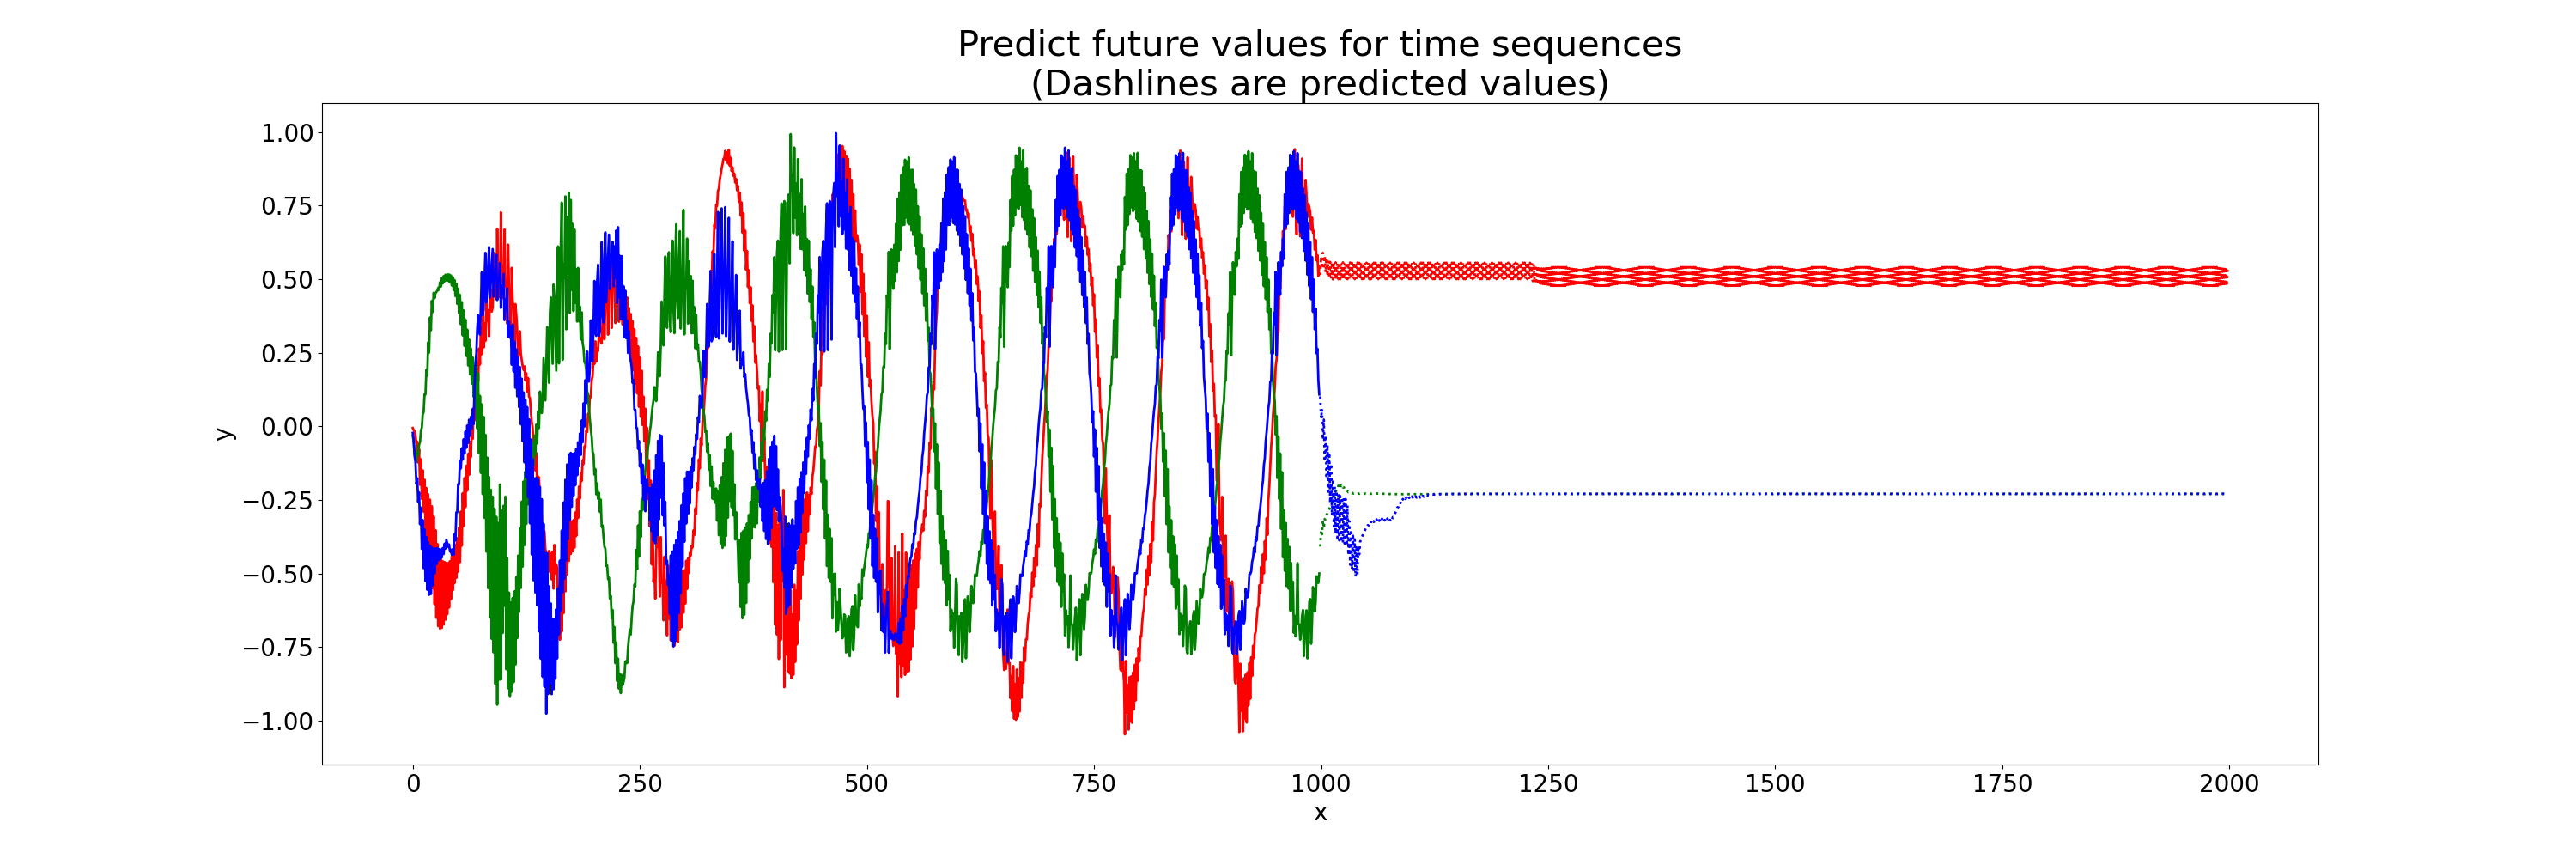 Predict future values for time sequences
(Dashlines are predicted values)
1.00
0.75
0.50
0.25
0.00
−0.25
−0.50
−0.75
−1.00
y
0 250 500 750 1000 1250 1500 1750 2000
x